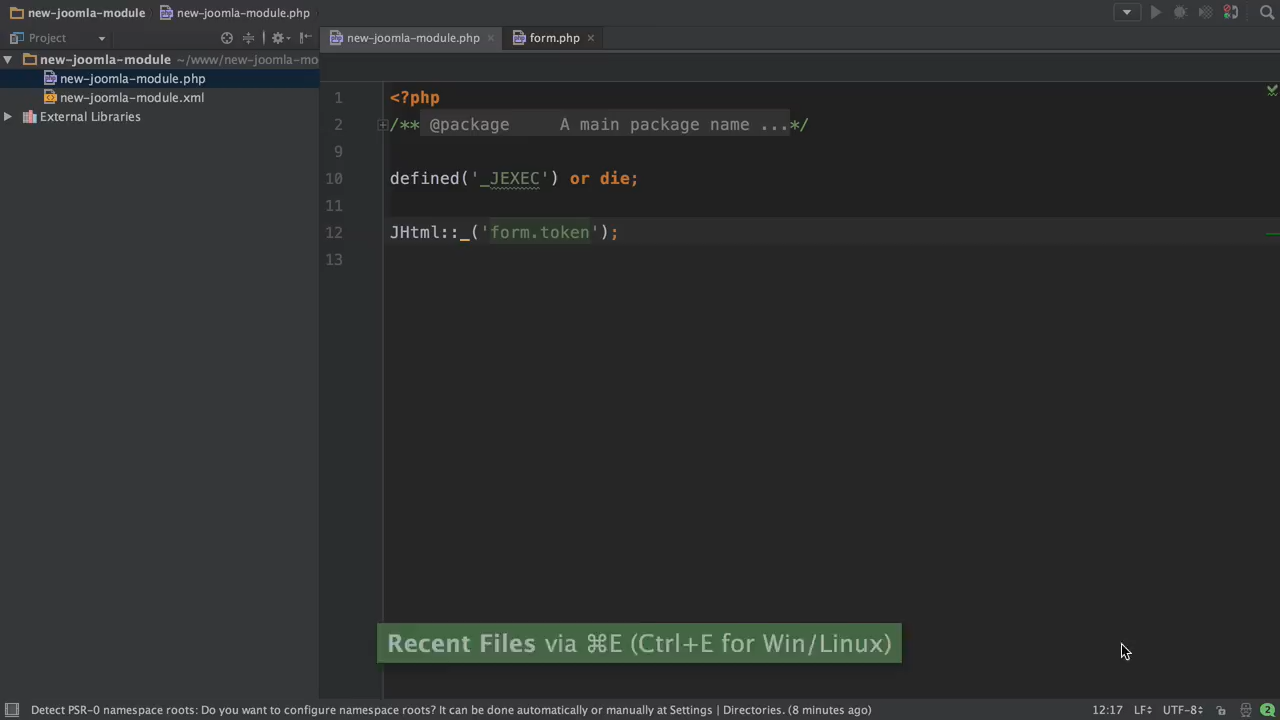 new-joomla-module new-joomla-module.php
Project new-joomla-module.php form.php
new-joomla-module ~/www/new-joomla-mo
new-joomla-module.php
new-joomla-module.xml
External Libraries
1 <?php
2 /** @package A main package name ...*/
9
10 defined('_JEXEC') or die;
11
12 JHtml::_('form.token');
13
Recent Files via ⌘E (Ctrl+E for Win/Linux)
Detect PSR-0 namespace roots: Do you want to configure namespace roots? It can be done automatically or manually at Settings | Directories. (8 minutes ago) 12:17 LF UTF-8 2